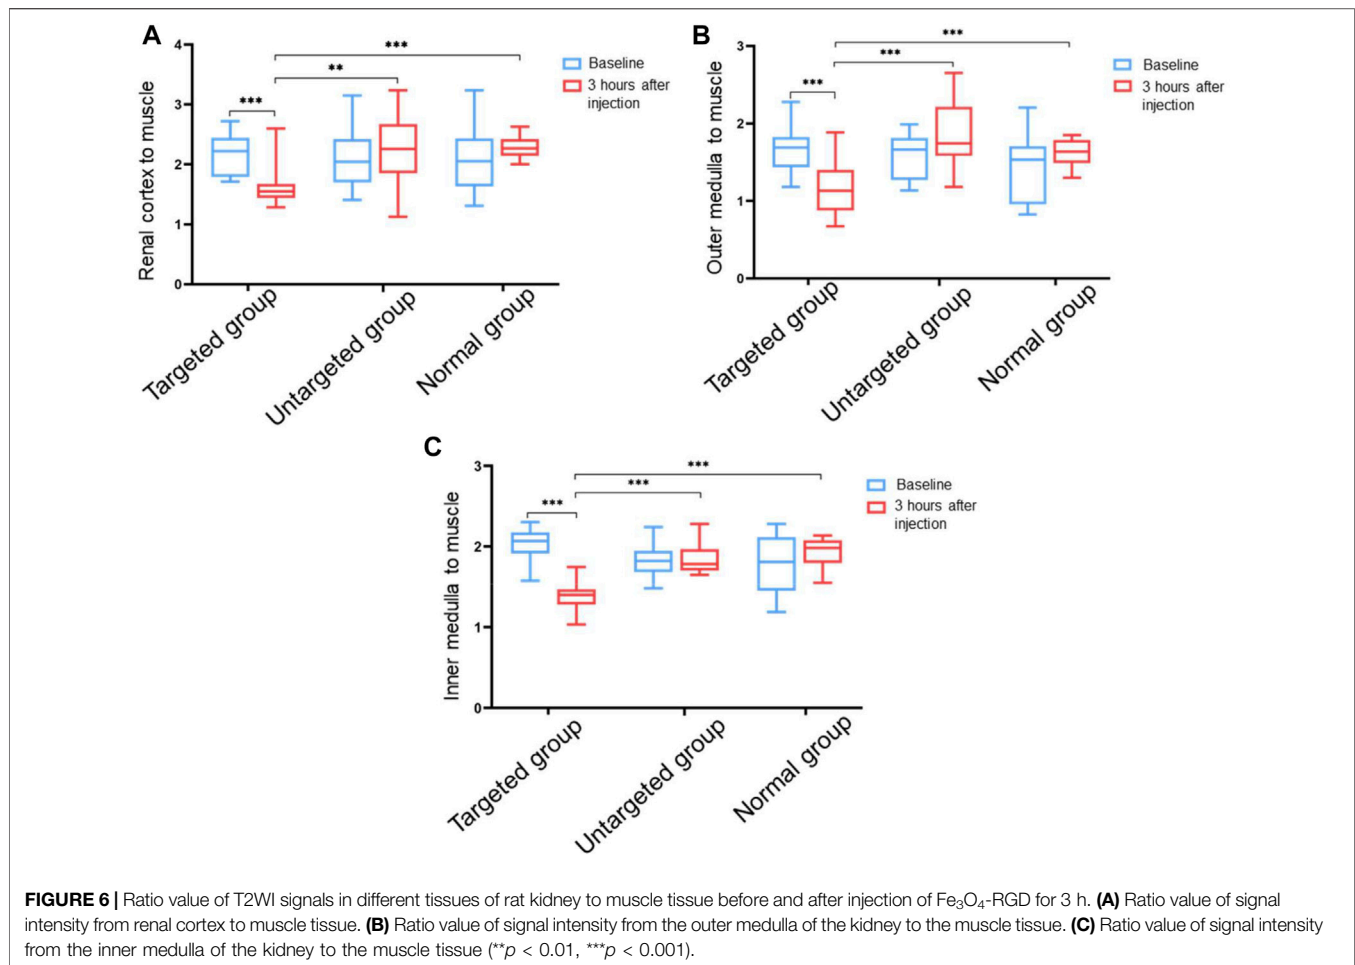 A
4
3
2
1
0
Renal cortex to muscle
***
**
***
Baseline
3 hours after
injection
Targeted group
Untargeted group
Normal group
B
3
2
1
0
Outer medulla to muscle
***
***
***
Baseline
3 hours after
injection
Targeted group
Untargeted group
Normal group
C
3
2
1
0
Inner medulla to muscle
***
***
***
Baseline
3 hours after
injection
Targeted group
Untargeted group
Normal group
FIGURE 6 | Ratio value of T2WI signals in different tissues of rat kidney to muscle tissue before and after injection of Fe₃O₄-RGD for 3 h. (A) Ratio value of signal
intensity from renal cortex to muscle tissue. (B) Ratio value of signal intensity from the outer medulla of the kidney to the muscle tissue. (C) Ratio value of signal intensity
from the inner medulla of the kidney to the muscle tissue (**p < 0.01, ***p < 0.001).